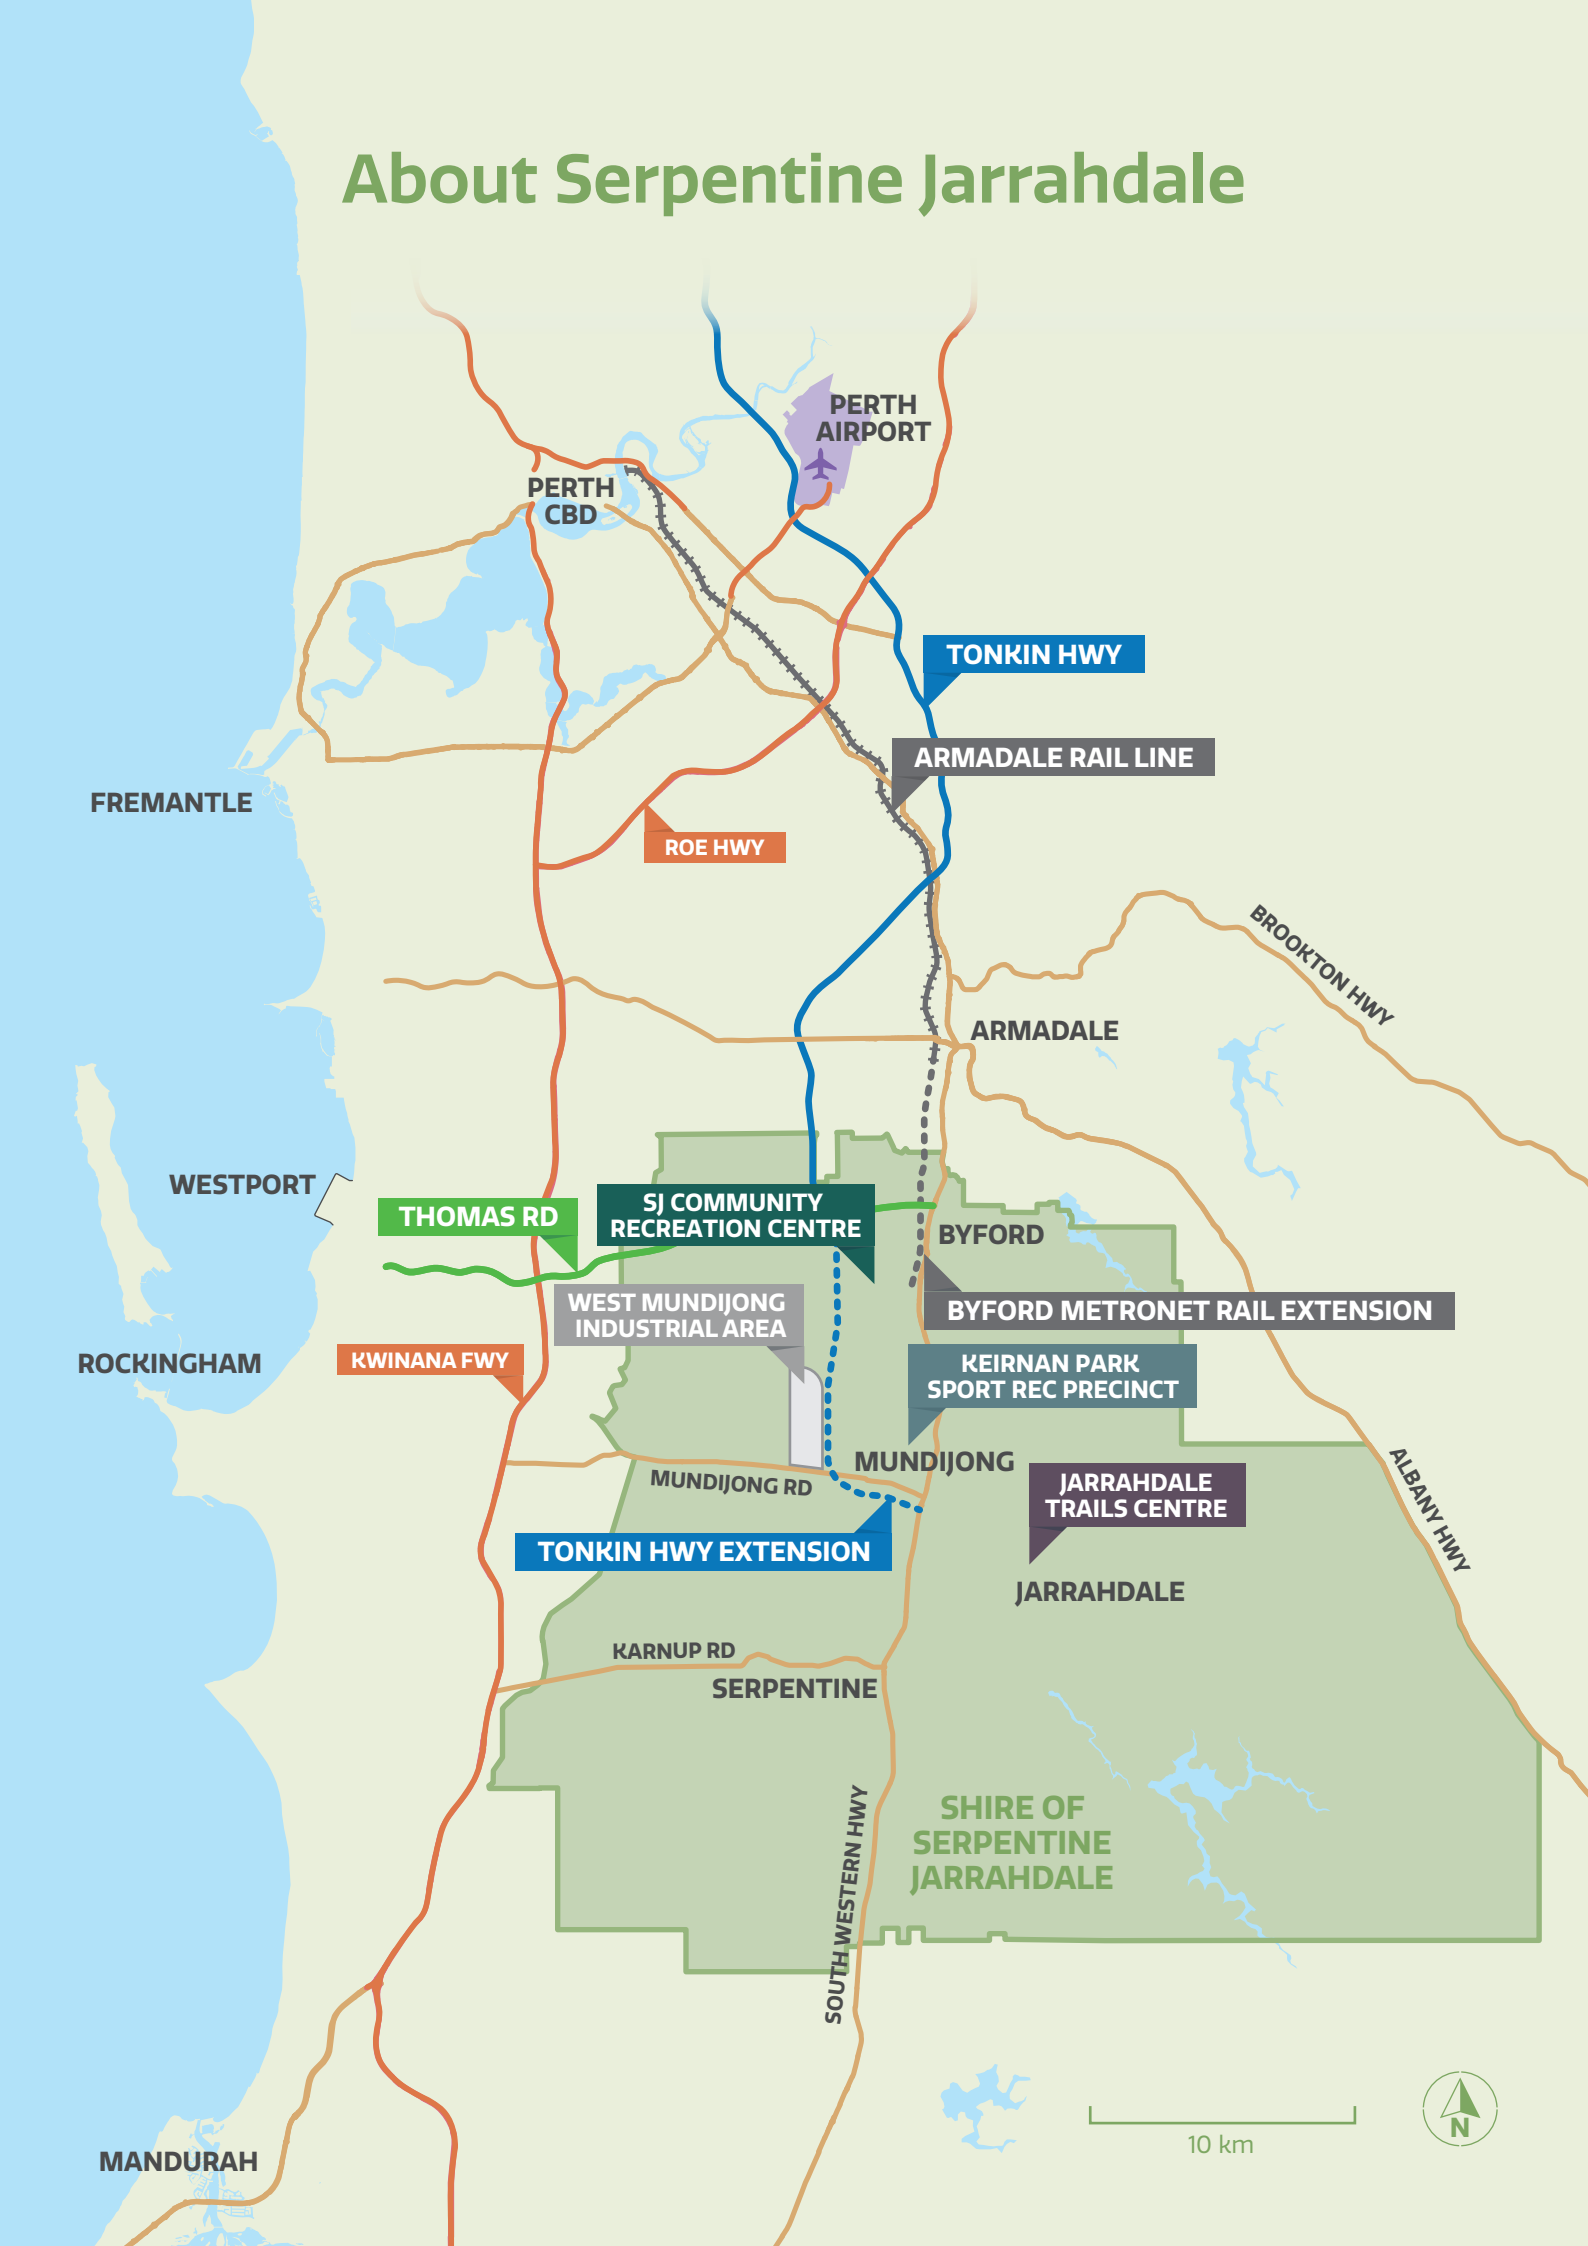 About Serpentine Jarrahdale
PERTH
AIRPORT
PERTH
CBD
TONKIN HWY
ARMADALE RAIL LINE
FREMANTLE
ROE HWY
BROOKTON HWY
ARMADALE
WESTPORT
THOMAS RD
SJ COMMUNITY
RECREATION CENTRE
BYFORD
WEST MUNDIJONG
INDUSTRIAL AREA
BYFORD METRONET RAIL EXTENSION
ROCKINGHAM
KWINANA FWY
KEIRNAN PARK
SPORT REC PRECINCT
MUNDIJONG
MUNDIJONG RD
JARRAHDALE
TRAILS CENTRE
ALBANY HWY
TONKIN HWY EXTENSION
JARRAHDALE
KARNUP RD
SERPENTINE
SHIRE OF
SERPENTINE
JARRAHDALE
SOUTH WESTERN HWY
10 km
N
MANDURAH